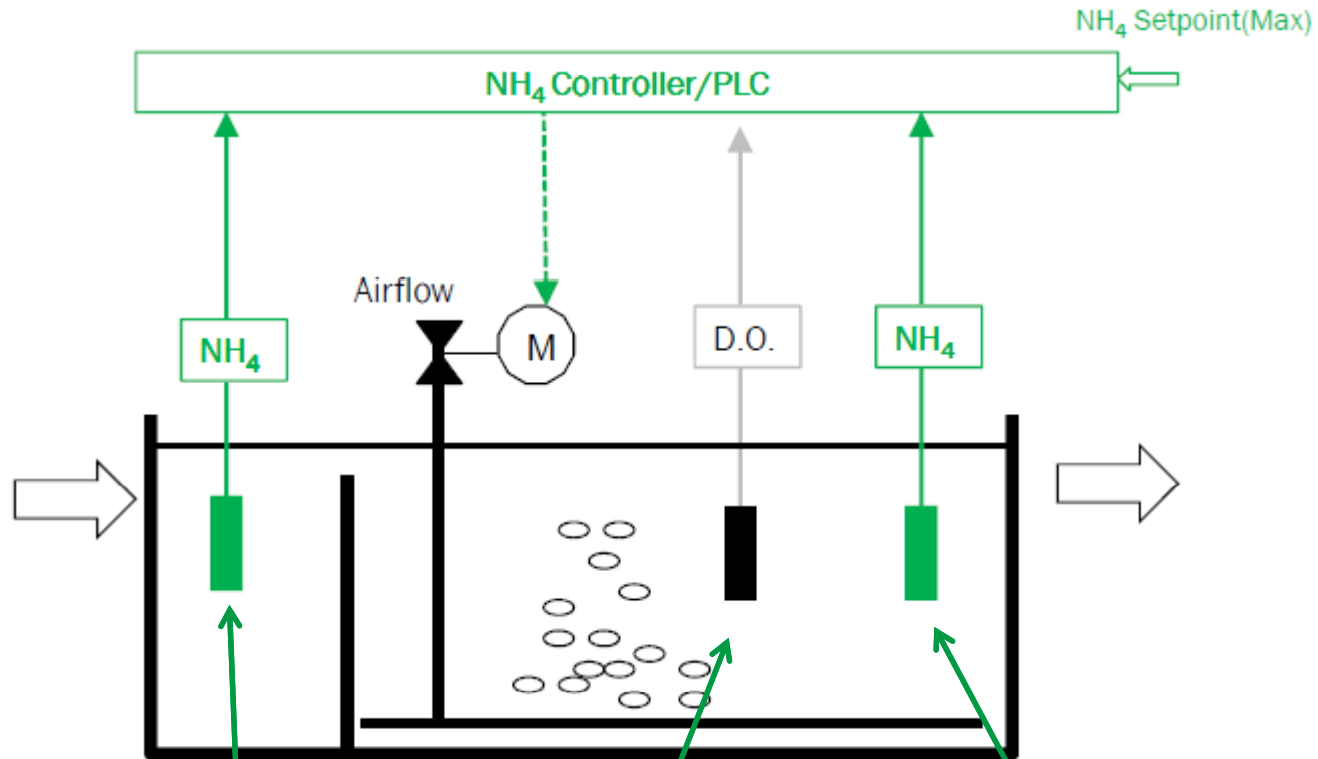 NH₄ Setpoint(Max)
NH₄ Controller/PLC
Airflow
NH₄
M
D.O.
NH₄